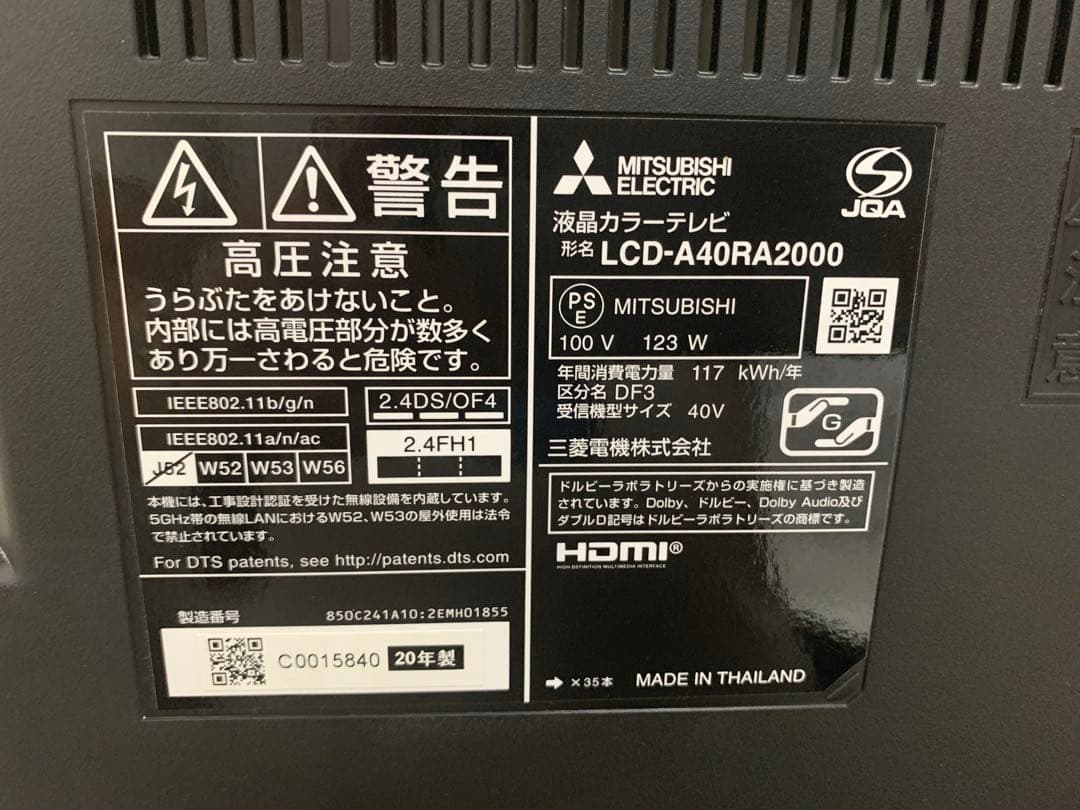 警告
高圧注意
うらぶたをあけないこと。
内部には高電圧部分が数多く
あり万一さわると危険です。
IEEE802.11b/g/n
2.4DS/OF4
IEEE802.11a/n/ac
J52 W52 W53 W56
2.4FH1
本機には、工事設計認証を受けた無線設備を内蔵しています。
5GHz帯の無線LANにおけるW52、W53の屋外使用は法令
で禁止されています。
For DTS patents, see http://patents.dts.com
製造番号 850C241A10:2EMH01855
C0015840 20年製
MITSUBISHI
ELECTRIC
JQA
液晶カラーテレビ
形名 LCD-A40RA2000
PS
E
MITSUBISHI
100 V 123 W
年間消費電力量 117 kWh/年
区分名 DF3
受信機型サイズ 40V
G
三菱電機株式会社
ドルビーラボラトリーズからの実施権に基づき製造
されています。Dolby、ドルビー、Dolby Audio及び
ダブルD記号はドルビーラボラトリーズの商標です。
HDMI®
HIGH DEFINITION MULTIMEDIA INTERFACE
➡ ×35本 MADE IN THAILAND